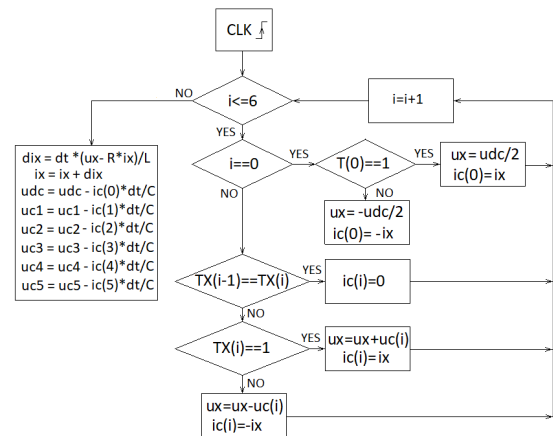 CLK
NO
i<=6
i=i+1
YES
dix = dt *(ux- R*ix)/L
ix = ix + dix
udc = udc - ic(0)*dt/C
uc1 = uc1 - ic(1)*dt/C
uc2 = uc2 - ic(2)*dt/C
uc3 = uc3 - ic(3)*dt/C
uc4 = uc4 - ic(4)*dt/C
uc5 = uc5 - ic(5)*dt/C
i==0
YES
T(0)==1
YES
ux= udc/2
ic(0)=ix
NO
NO
ux= -udc/2
ic(0)= -ix
TX(i-1)==TX(i)
YES
ic(i)=0
NO
TX(i)==1
YES
ux=ux+uc(i)
ic(i)=ix
NO
ux=ux-uc(i)
ic(i)=-ix